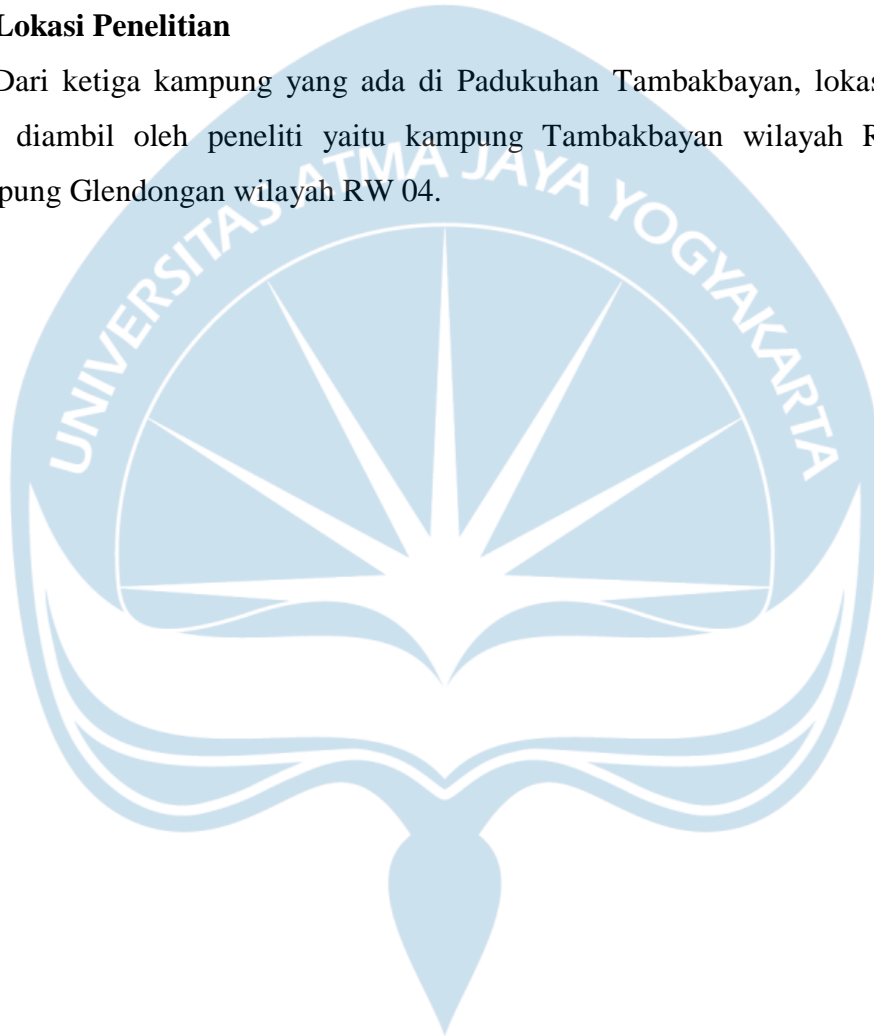 Lokasi Penelitian
Dari ketiga kampung yang ada di Padukuhan Tambakbayan, lokas
diambil oleh peneliti yaitu kampung Tambakbayan wilayah R
pung Glendongan wilayah RW 04.
UNIVERSITAS ATMA JAYA YOGYAKARTA